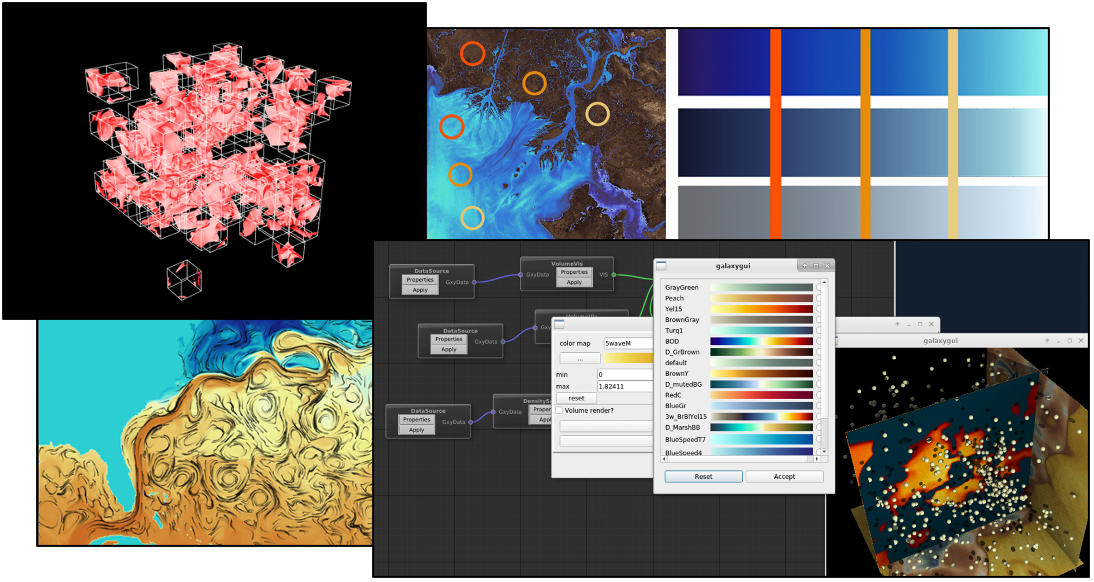 DataSource
Properties
Apply
GxyData
VolumeVis
GxyData
Properties
Apply
VIS
DataSource
Properties
Apply
GxyData
GxyData
DataSource
Properties
Apply
GxyData
GxyData
Apply
color map
5waveM
...
min
0
max
1.82411
reset
Volume render?
galaxygui
GrayGreen
Peach
Yel15
BrownGray
Turq1
BOD
D_GrBrown
default
BrownY
D_mutedBG
RedC
BlueGr
3w_BrBlYel15
D_MarshBB
BlueSpeedT7
BlueSpeed4
Reset
Accept
galaxygui